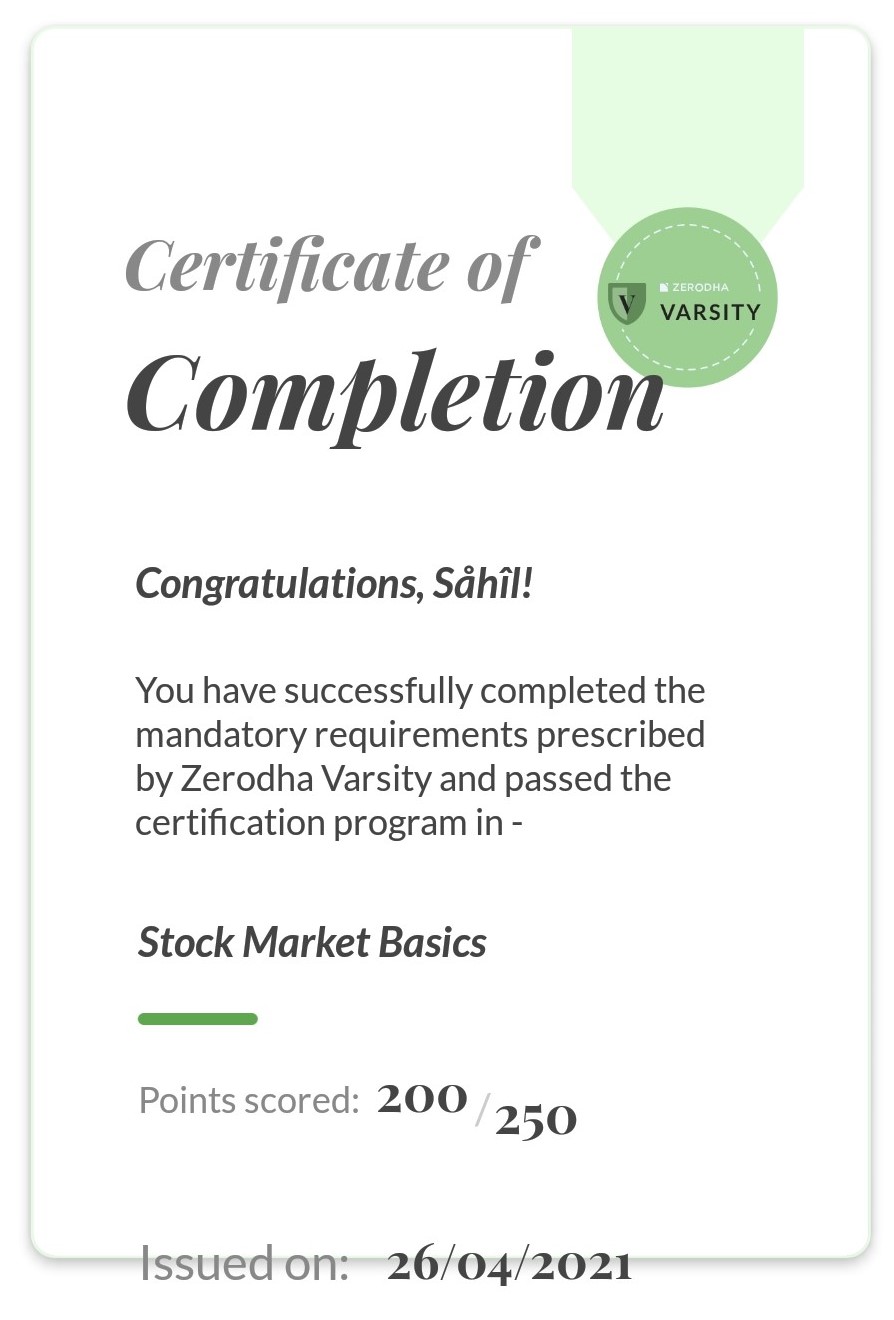 Certificate of
ZERODHA
VARSITY
V
Completion
Congratulations, Såhîl!
You have successfully completed the
mandatory requirements prescribed
by Zerodha Varsity and passed the
certification program in -
Stock Market Basics
Points scored: 200 / 250
Issued on: 26/04/2021